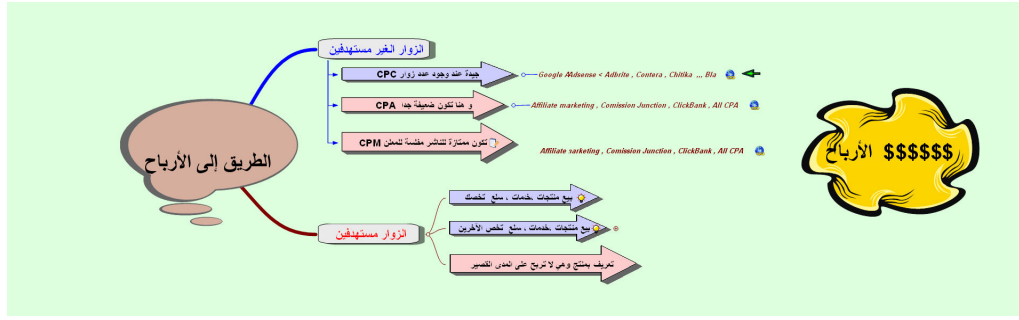 الطريق إلى الأرباح
الزوار الغير مستهدفين
جيدة عند وجود عدد زوار CPC
Google AAdsense < Adbrite , Contera , Chitika ,,, Bla
و هنا تكون ضعيفة جدا CPA
Affiliate marketing , Comission Junction , ClickBank , All CPA
تكون ممتازة للناشر مفلسة للمعلن CPM
Affiliate sarketing , Comission Junction , ClickBank , All CPA
الزوار مستهدفين
بيع منتجات ،خدمات ، سلع تخصك
بيع منتجات ،خدمات ، سلع تخص الأخرين
تعريف بمنتج وهي لا تربح على المدى القصير
الأرباح $$$$$$